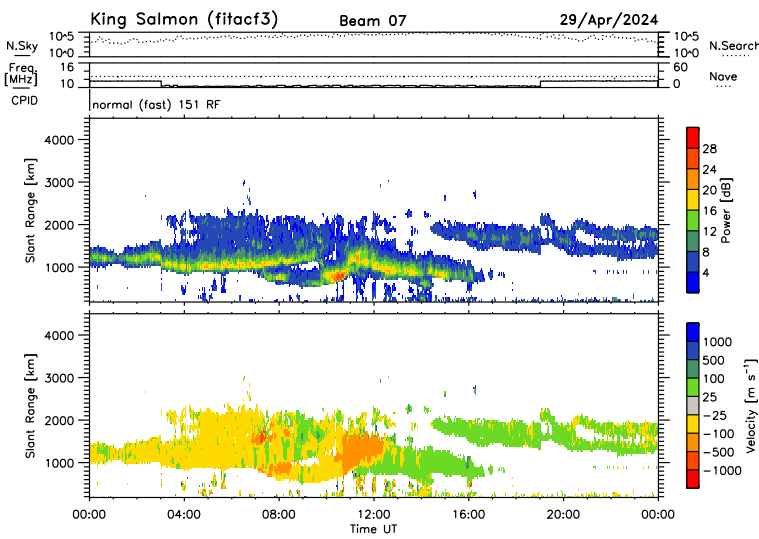 King Salmon (fitacf3) Beam 07 29/Apr/2024
N.Sky 10^5 10^0 10^5 10^0 N.Search
Freq [MHz] 16 10 60 0 Nave
CPID normal (fast) 151 RF
Slant Range [km] 4000 3000 2000 1000
28 24 20 16 12 8 4 Power [dB]
Slant Range [km] 4000 3000 2000 1000
1000 500 100 25 −25 −100 −500 −1000 Velocity [m s⁻¹]
00:00 04:00 08:00 12:00 16:00 20:00 00:00
Time UT